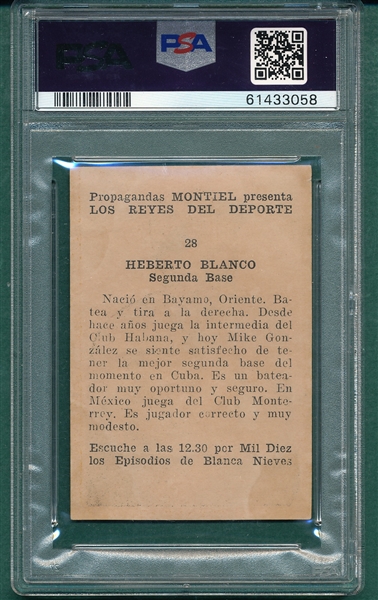 PSA
PSA
61433058
Propagandas MONTIEL presenta
LOS REYES DEL DEPORTE
28
HEBERTO BLANCO
Segunda Base
Nació en Bayamo, Oriente. Ba-
tea y tira a la derecha. Desde
hace años juega la intermedia del
Club Habana, y hoy Mike Gon-
zález se siente satisfecho de te-
ner la mejor segunda base del
momento en Cuba. Es un batea-
dor muy oportuno y seguro. En
México juega del Club Monte-
rrey. Es jugador correcto y muy
modesto.
Escuche a las 12.30 por Mil Diez
los Episodios de Blanca Nieves
PSA